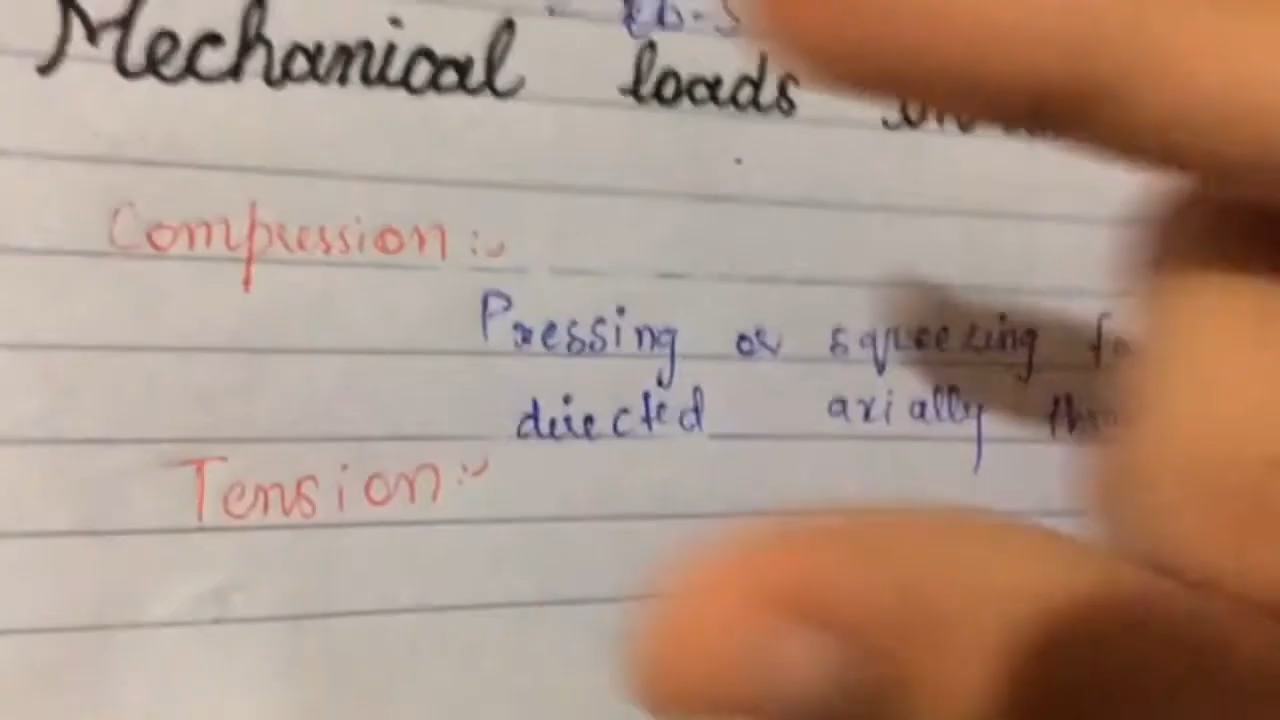 Mechanical loads
Compression :-
Pressing or squeezing
directed axially
Tension :-